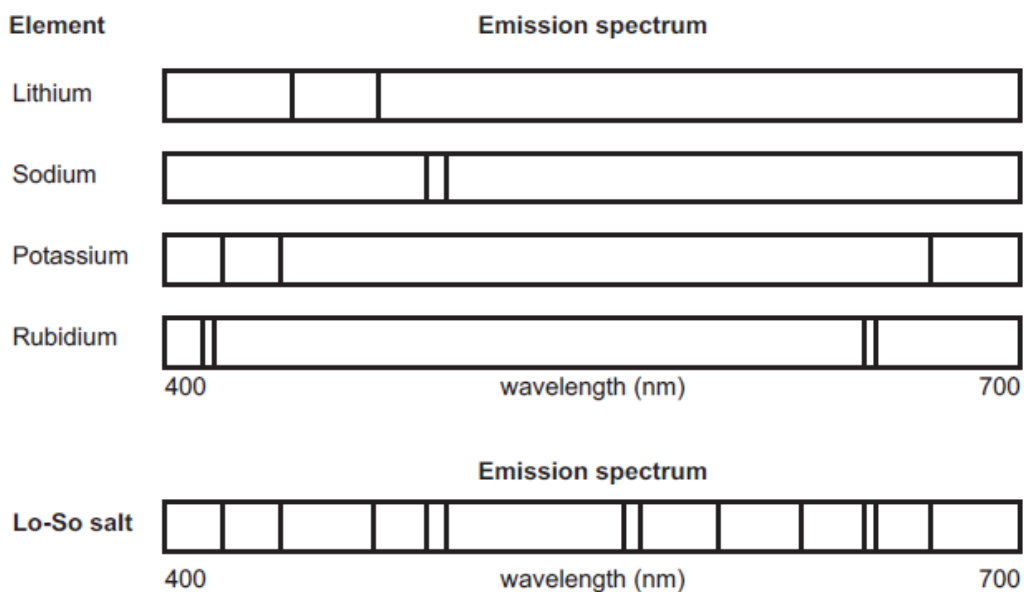 Element Emission spectrum
Lithium
Sodium
Potassium
Rubidium
400 wavelength (nm) 700
Emission spectrum
Lo-So salt
400 wavelength (nm) 700